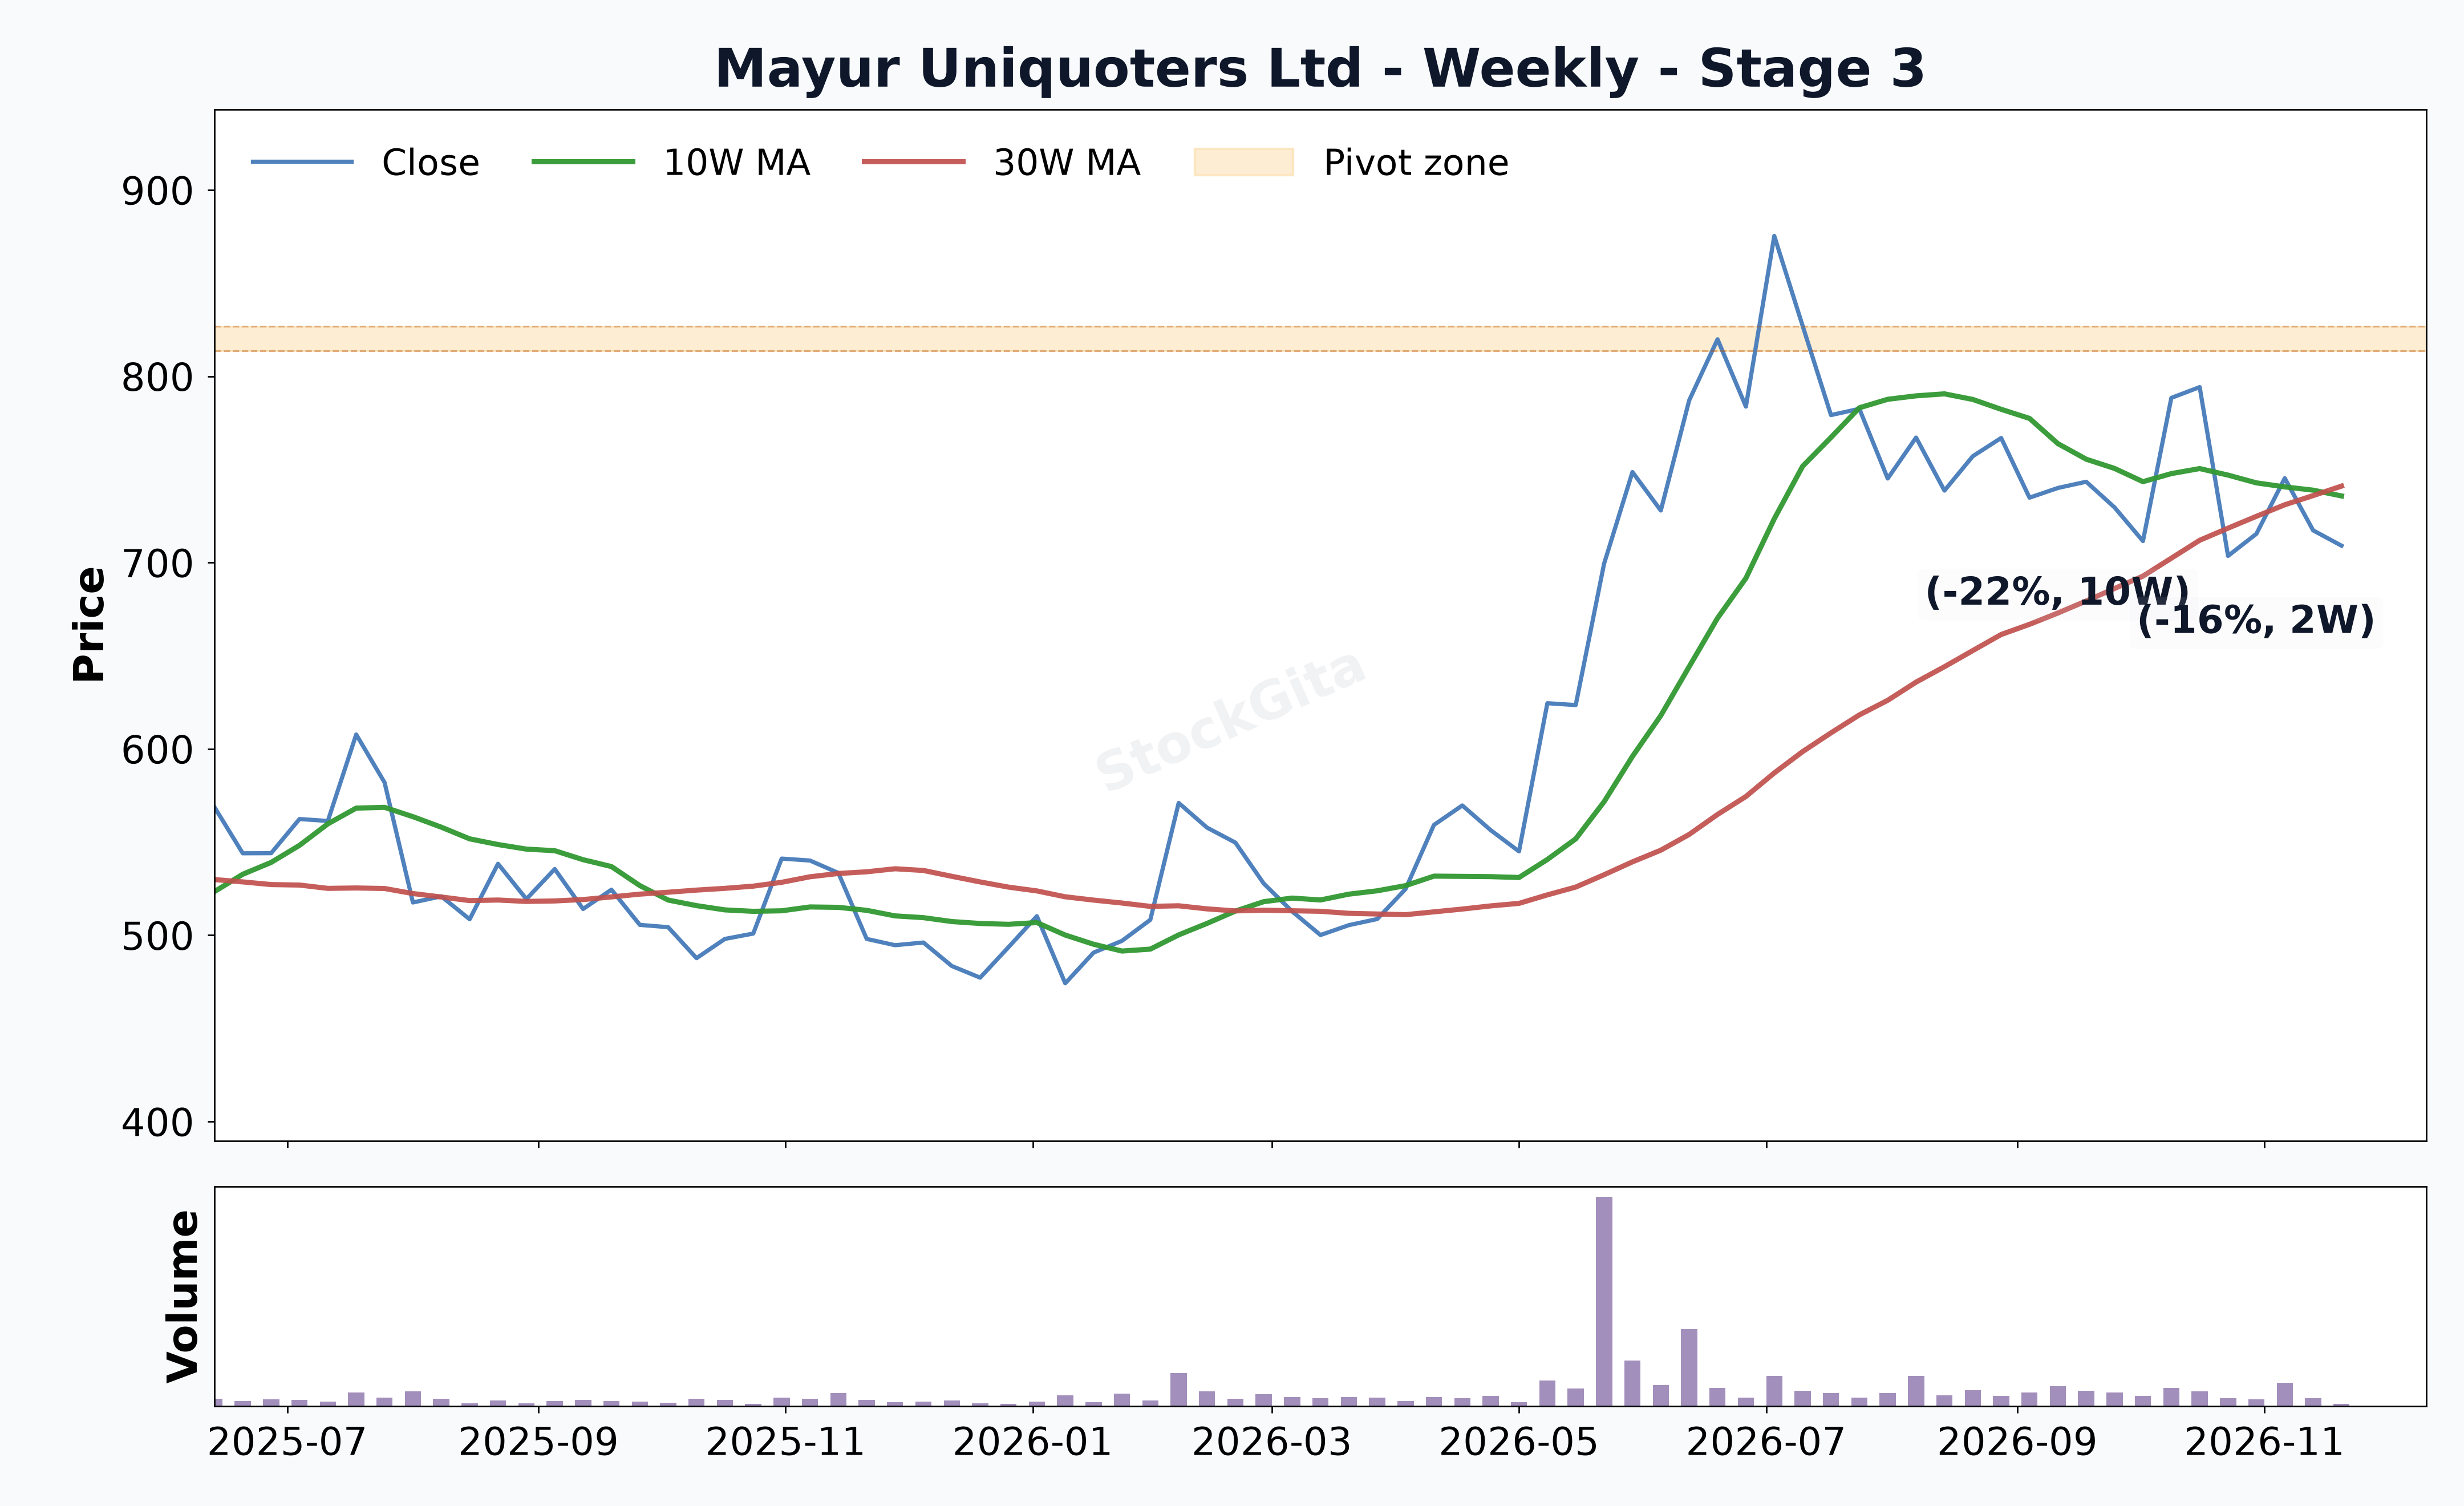 Mayur Uniquoters Ltd - Weekly - Stage 3
Close 10W MA 30W MA Pivot zone
900
800
700
600
500
400
Price
(-22%, 10W)
(-16%, 2W)
StockGita
Volume
2025-07 2025-09 2025-11 2026-01 2026-03 2026-05 2026-07 2026-09 2026-11